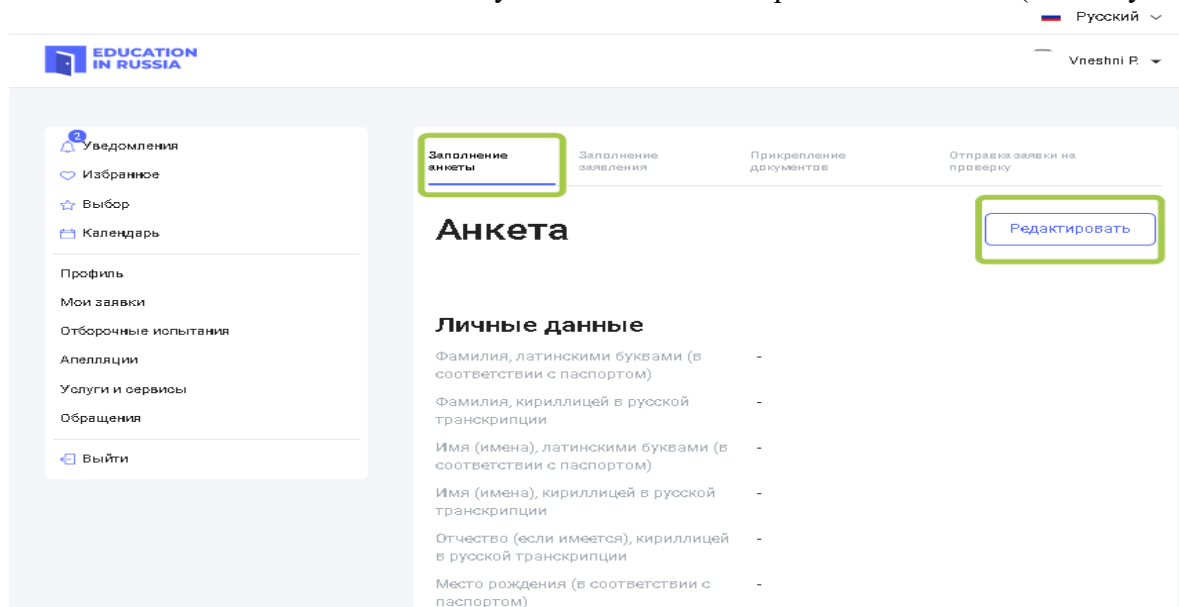 Русский
EDUCATION
IN RUSSIA
Vneshni P.
2
Уведомления
Избранное
Выбор
Календарь
Профиль
Мои заявки
Отборочные испытания
Апелляции
Услуги и сервисы
Обращения
Выйти
Заполнение
анкеты
Заполнение
заявления
Прикрепление
документов
Отправка заявки на
проверку
Анкета
Редактировать
Личные данные
Фамилия, латинскими буквами (в -
соответствии с паспортом)
Фамилия, кириллицей в русской -
транскрипции
Имя (имена), латинскими буквами (в -
соответствии с паспортом)
Имя (имена), кириллицей в русской -
транскрипции
Отчество (если имеется), кириллицей -
в русской транскрипции
Место рождения (в соответствии с -
паспортом)